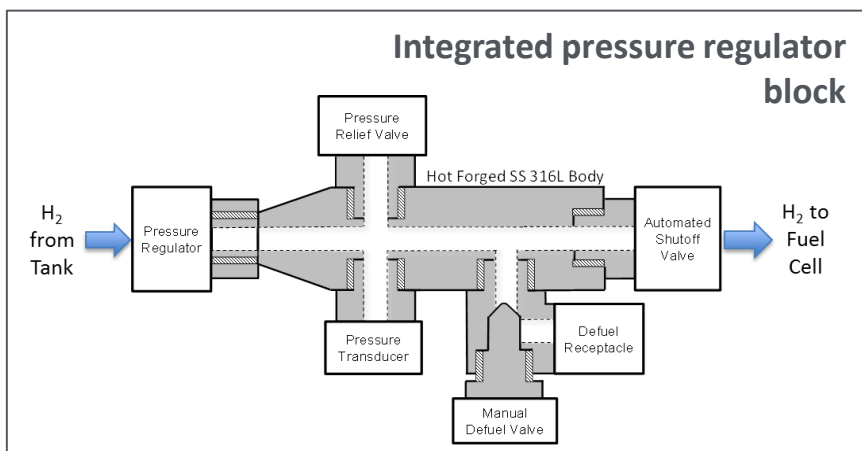 Integrated pressure regulator
block
Pressure
Relief Valve
Hot Forged SS 316L Body
H₂
from
Tank
Pressure
Regulator
Automated
Shutoff
Valve
H₂ to
Fuel
Cell
Pressure
Transducer
Defuel
Receptacle
Manual
Defuel Valve